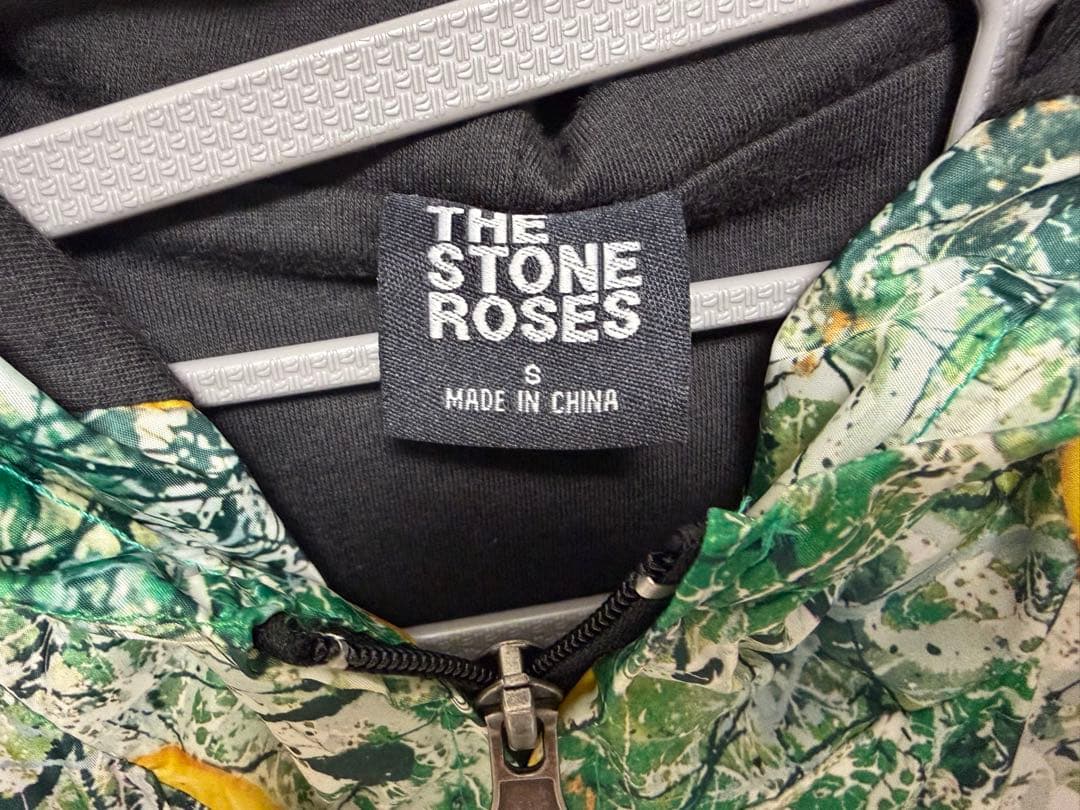 THE
STONE
ROSES
S
MADE IN CHINA